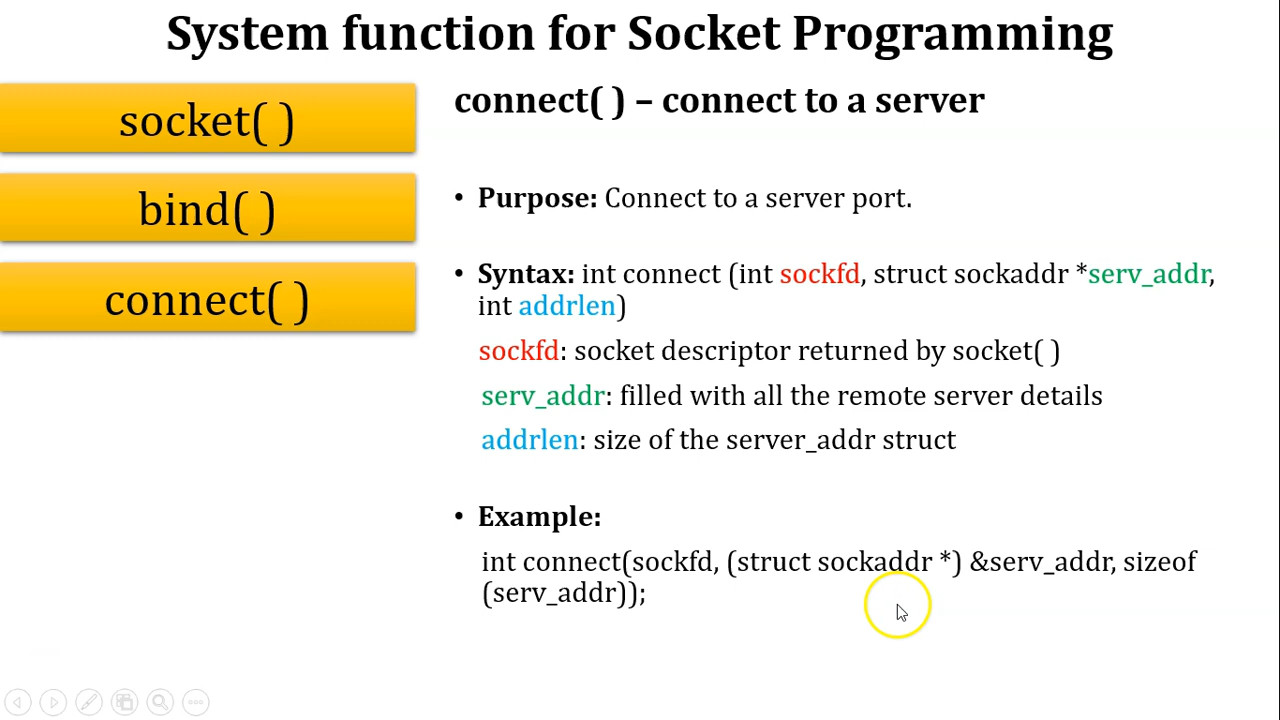 System function for Socket Programming
socket( )
bind( )
connect( )
connect( ) – connect to a server
• Purpose: Connect to a server port.
• Syntax: int connect (int sockfd, struct sockaddr *serv_addr,
int addrlen)
sockfd: socket descriptor returned by socket( )
serv_addr: filled with all the remote server details
addrlen: size of the server_addr struct
• Example:
int connect(sockfd, (struct sockaddr *) &serv_addr, sizeof
(serv_addr));